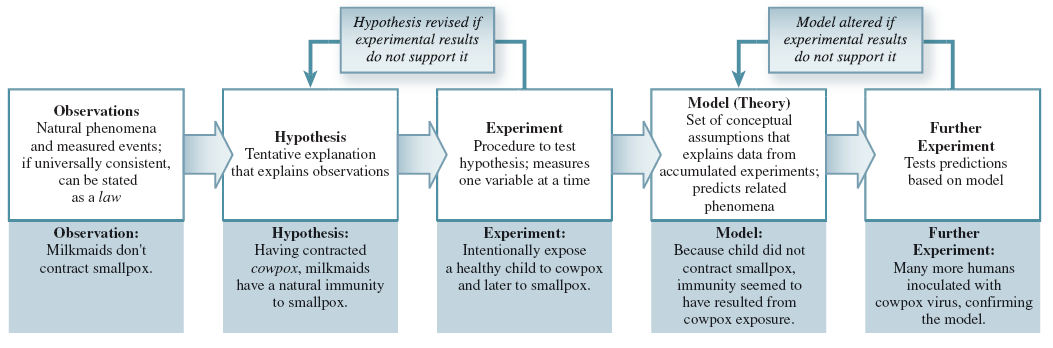 Hypothesis revised if
experimental results
do not support it
Model altered if
experimental results
do not support it
Observations
Natural phenomena
and measured events;
if universally consistent,
can be stated
as a law
Hypothesis
Tentative explanation
that explains observations
Experiment
Procedure to test
hypothesis; measures
one variable at a time
Model (Theory)
Set of conceptual
assumptions that
explains data from
accumulated experiments;
predicts related
phenomena
Further
Experiment
Tests predictions
based on model
Observation:
Milkmaids don't
contract smallpox.
Hypothesis:
Having contracted
cowpox, milkmaids
have a natural immunity
to smallpox.
Experiment:
Intentionally expose
a healthy child to cowpox
and later to smallpox.
Model:
Because child did not
contract smallpox,
immunity seemed to
have resulted from
cowpox exposure.
Further
Experiment:
Many more humans
inoculated with
cowpox virus, confirming
the model.